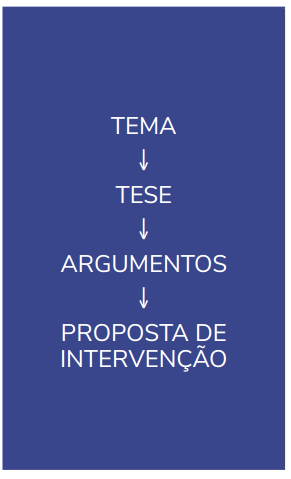 TEMA
↓
TESE
↓
ARGUMENTOS
↓
PROPOSTA DE
INTERVENÇÃO